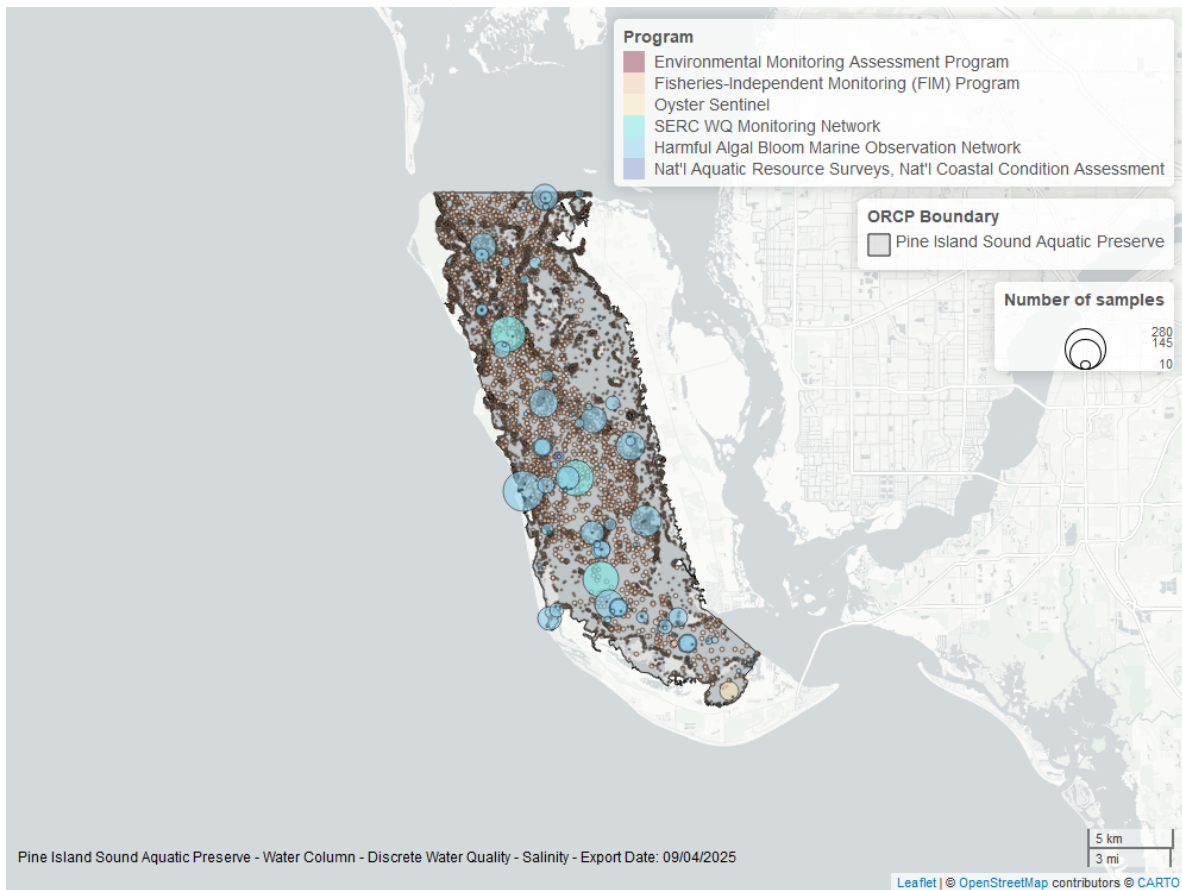 Program
Environmental Monitoring Assessment Program
Fisheries-Independent Monitoring (FIM) Program
Oyster Sentinel
SERC WQ Monitoring Network
Harmful Algal Bloom Marine Observation Network
Nat'l Aquatic Resource Surveys, Nat'l Coastal Condition Assessment
ORCP Boundary
Pine Island Sound Aquatic Preserve
Number of samples
280
145
10
5 km
3 mi
Pine Island Sound Aquatic Preserve - Water Column - Discrete Water Quality - Salinity - Export Date: 09/04/2025
Leaflet | © OpenStreetMap contributors © CARTO